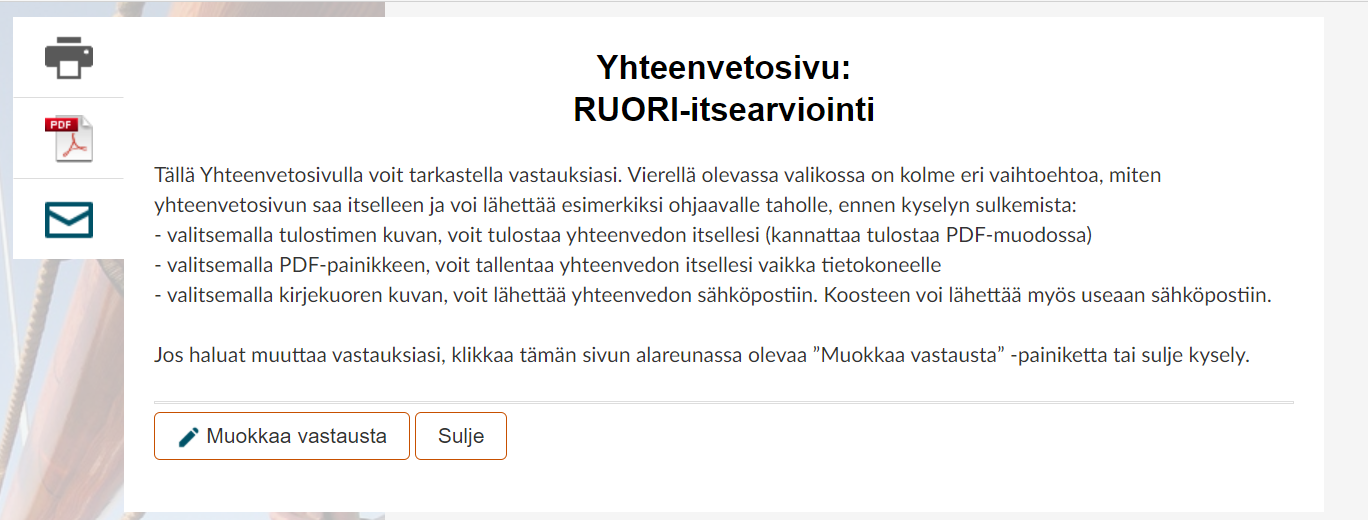 Yhteenvetosivu:
RUORI-itsearviointi
PDF
Tällä Yhteenvetosivulla voit tarkastella vastauksiasi. Vierellä olevassa valikossa on kolme eri vaihtoehtoa, miten
yhteenvetosivun saa itselleen ja voi lähettää esimerkiksi ohjaavalle taholle, ennen kyselyn sulkemista:
- valitsemalla tulostimen kuvan, voit tulostaa yhteenvedon itsellesi (kannattaa tulostaa PDF-muodossa)
- valitsemalla PDF-painikkeen, voit tallentaa yhteenvedon itsellesi vaikka tietokoneelle
- valitsemalla kirjekuoren kuvan, voit lähettää yhteenvedon sähköpostiin. Koosteen voi lähettää myös useaan sähköpostiin.
Jos haluat muuttaa vastauksiasi, klikkaa tämän sivun alareunassa olevaa ”Muokkaa vastausta” -painiketta tai sulje kysely.
Muokkaa vastausta
Sulje